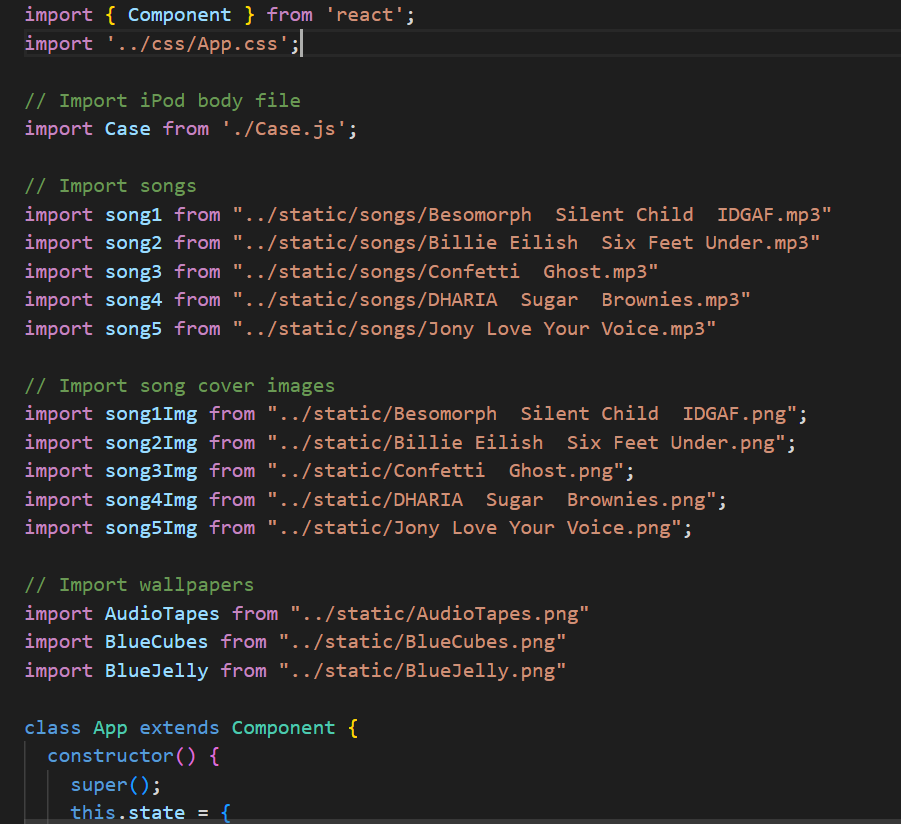 import { Component } from 'react';
import '../css/App.css';
// Import iPod body file
import Case from './Case.js';
// Import songs
import song1 from "../static/songs/Besomorph  Silent Child  IDGAF.mp3"
import song2 from "../static/songs/Billie Eilish  Six Feet Under.mp3"
import song3 from "../static/songs/Confetti  Ghost.mp3"
import song4 from "../static/songs/DHARIA  Sugar  Brownies.mp3"
import song5 from "../static/songs/Jony Love Your Voice.mp3"
// Import song cover images
import song1Img from "../static/Besomorph  Silent Child  IDGAF.png";
import song2Img from "../static/Billie Eilish  Six Feet Under.png";
import song3Img from "../static/Confetti  Ghost.png";
import song4Img from "../static/DHARIA  Sugar  Brownies.png";
import song5Img from "../static/Jony Love Your Voice.png";
// Import wallpapers
import AudioTapes from "../static/AudioTapes.png"
import BlueCubes from "../static/BlueCubes.png"
import BlueJelly from "../static/BlueJelly.png"
class App extends Component {
  constructor() {
    super();
    this.state = {